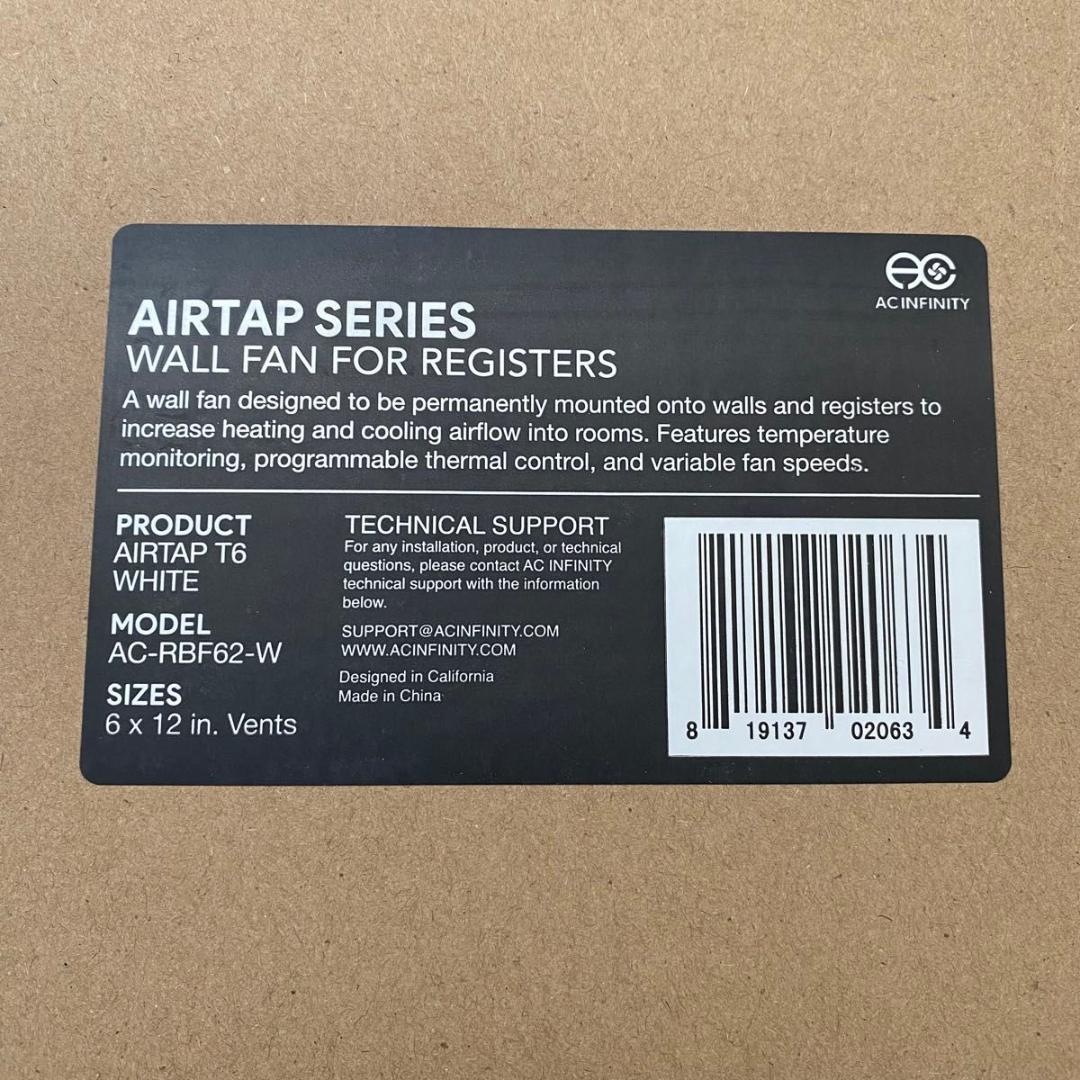 AC INFINITY
AIRTAP SERIES
WALL FAN FOR REGISTERS
A wall fan designed to be permanently mounted onto walls and registers to
increase heating and cooling airflow into rooms. Features temperature
monitoring, programmable thermal control, and variable fan speeds.
PRODUCT
AIRTAP T6
WHITE
MODEL
AC-RBF62-W
SIZES
6 x 12 in. Vents
TECHNICAL SUPPORT
For any installation, product, or technical
questions, please contact AC INFINITY
technical support with the information
below.
SUPPORT@ACINFINITY.COM
WWW.ACINFINITY.COM
Designed in California
Made in China
8 19137 02063 4